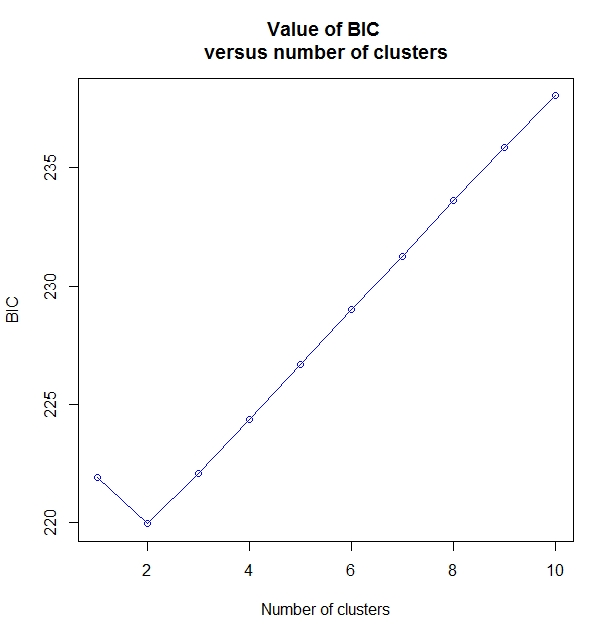 Value of BIC
versus number of clusters
235
230
225
220
BIC
2 4 6 8 10
Number of clusters